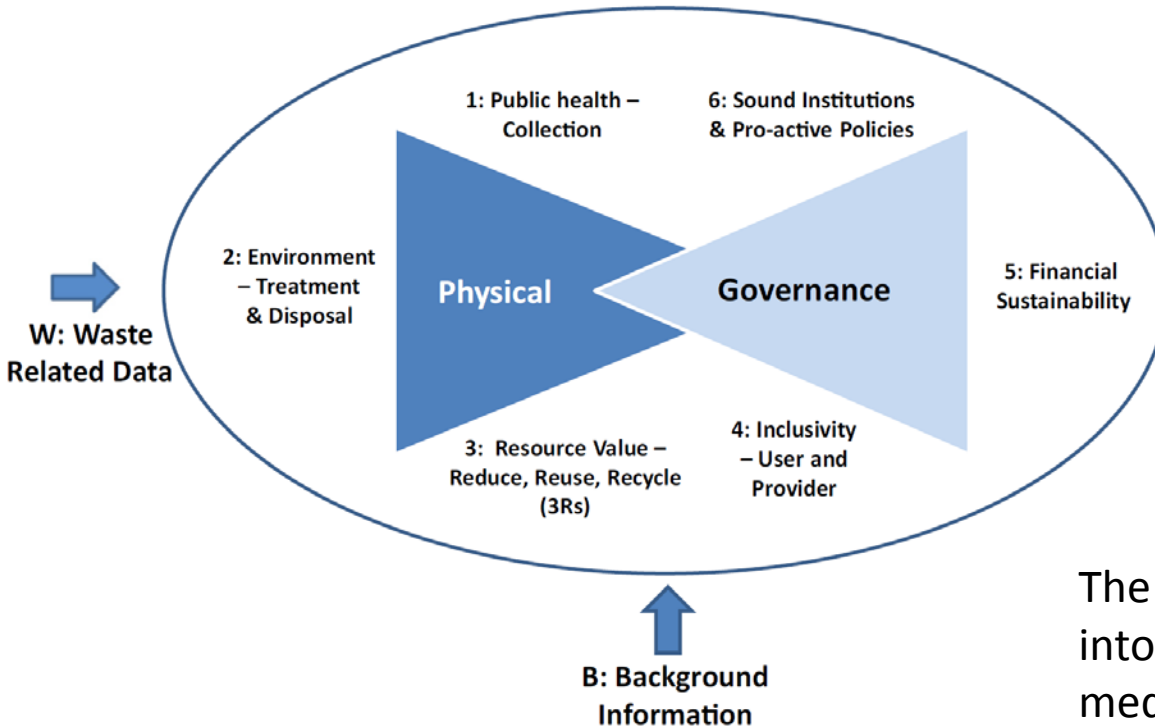 1: Public health –
Collection
6: Sound Institutions
& Pro-active Policies
2: Environment
– Treatment
& Disposal
Physical
Governance
5: Financial
Sustainability
W: Waste
Related Data
3: Resource Value –
Reduce, Reuse, Recycle
(3Rs)
4: Inclusivity
– User and
Provider
B: Background
Information
The
into